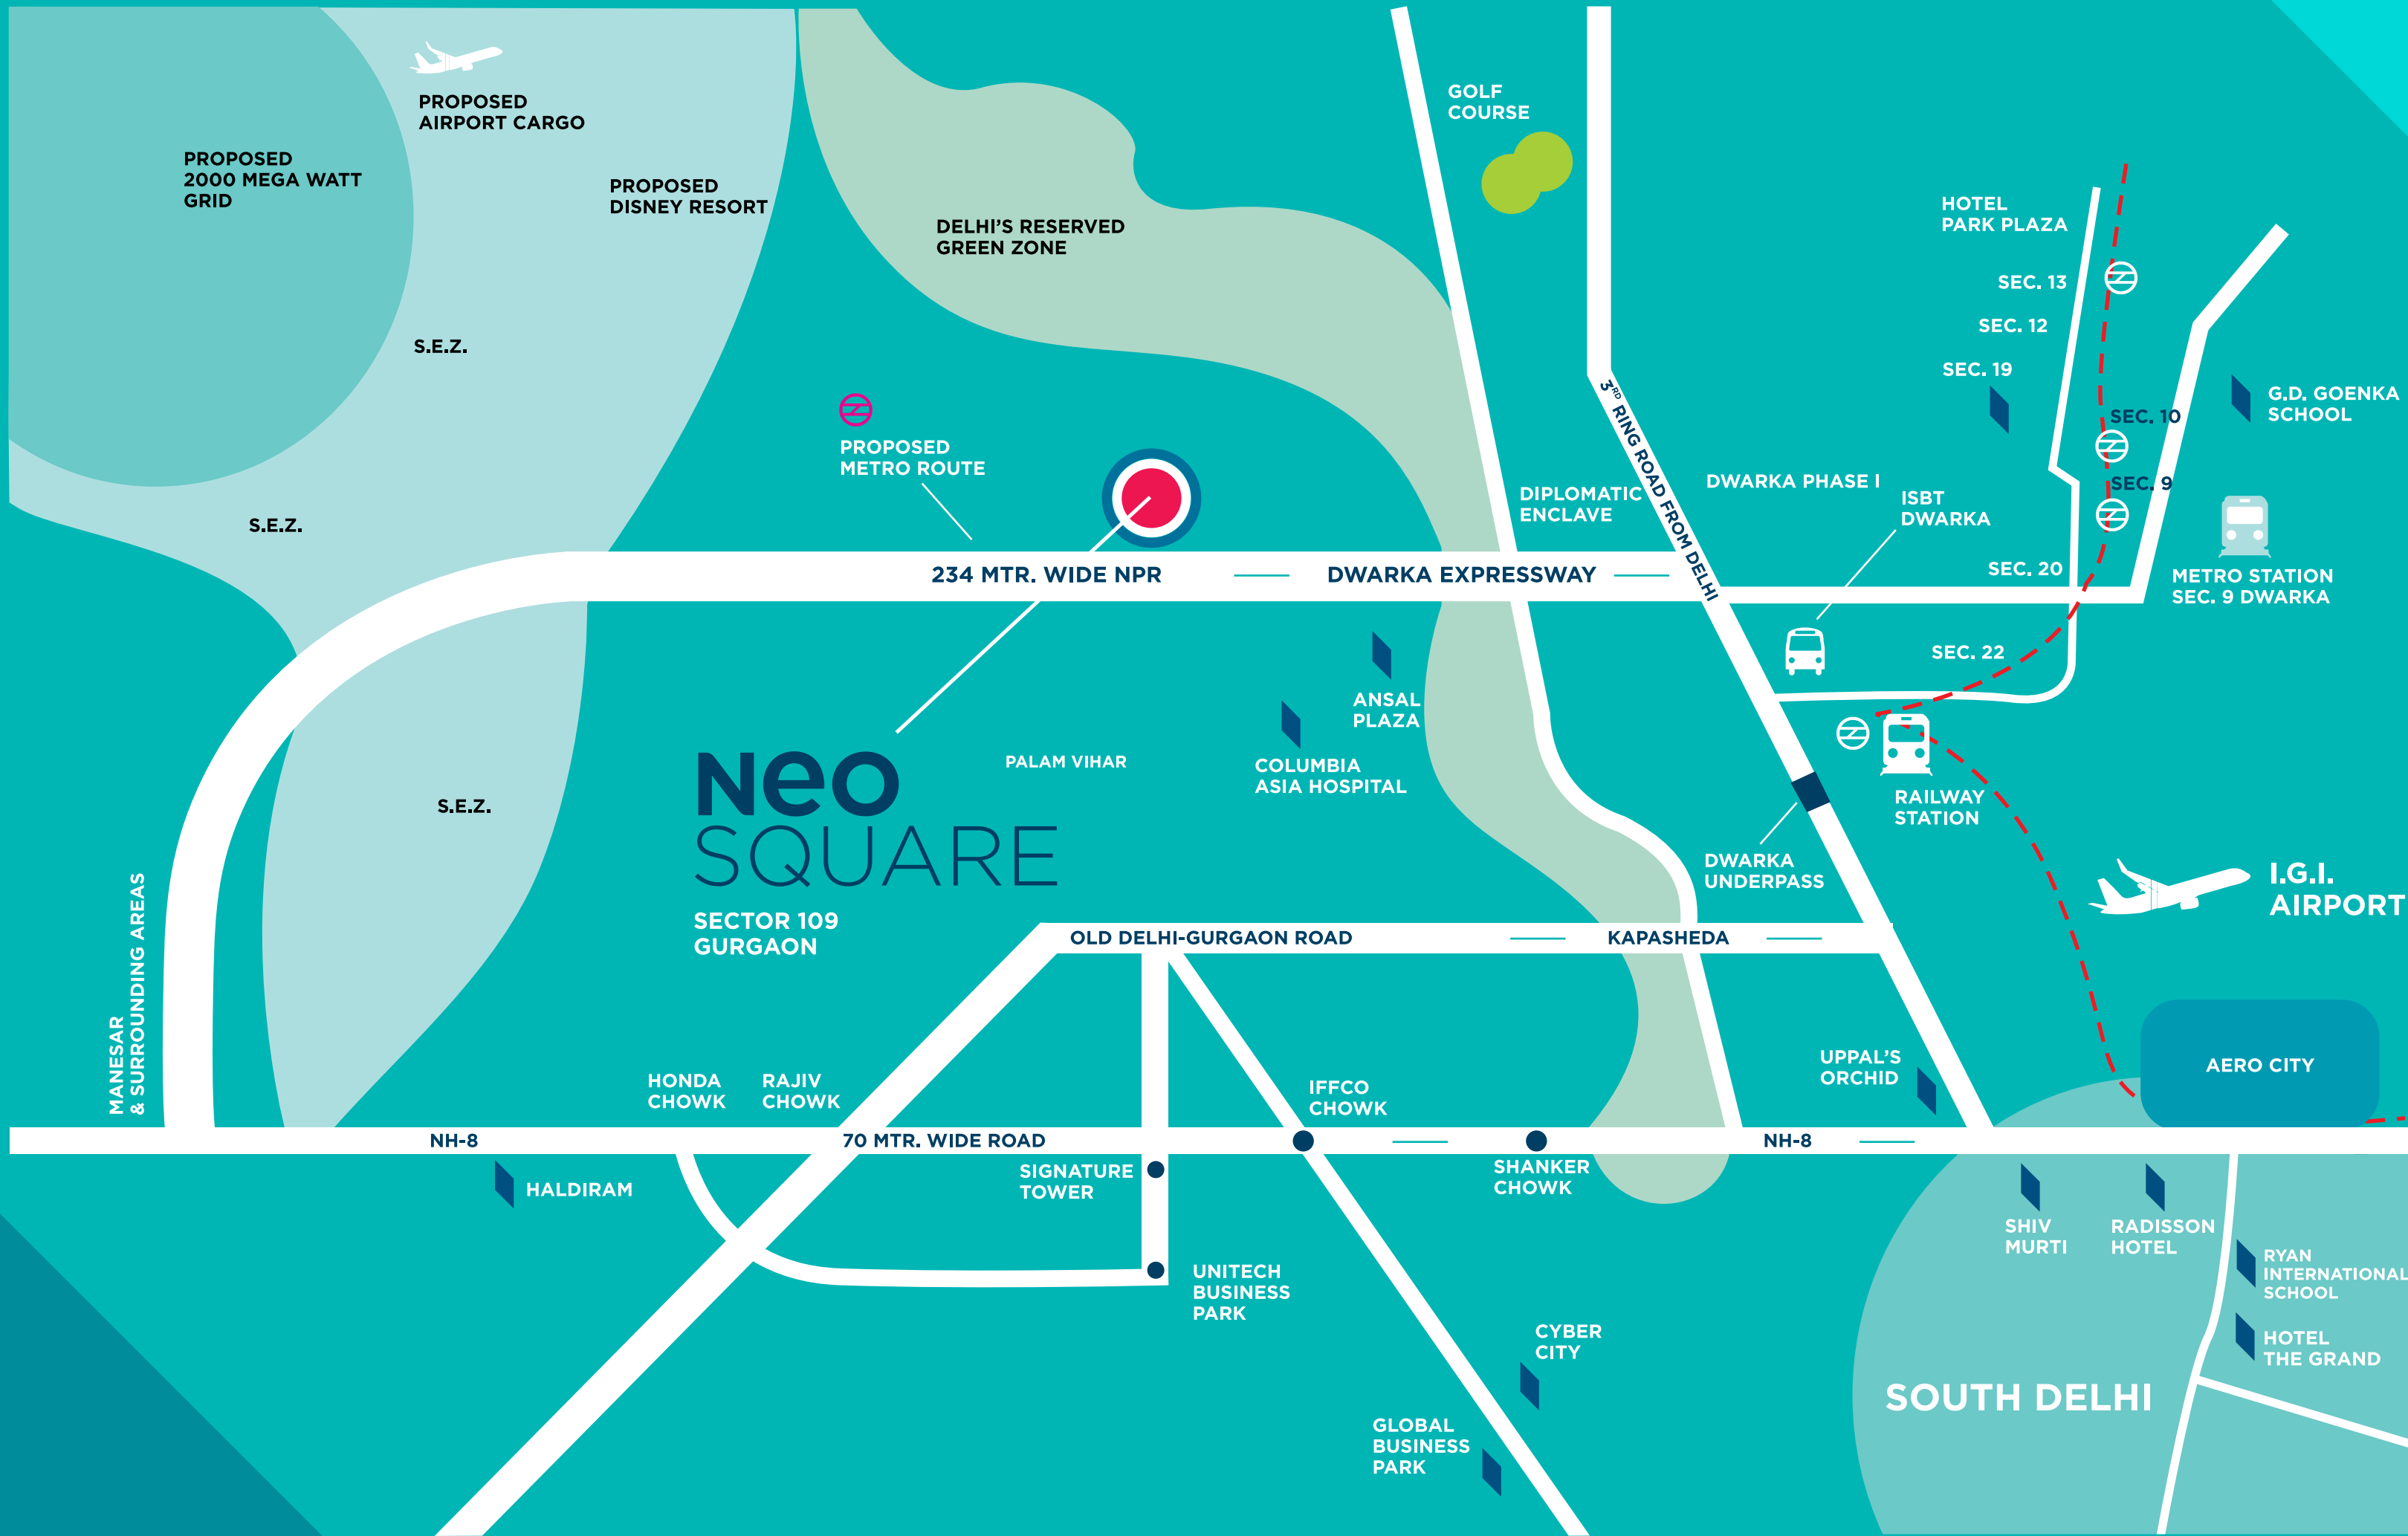 PROPOSED
AIRPORT CARGO
PROPOSED
2000 MEGA WATT
GRID
PROPOSED
DISNEY RESORT
DELHI'S RESERVED
GREEN ZONE
GOLF
COURSE
HOTEL
PARK PLAZA
SEC. 13
SEC. 12
SEC. 19
SEC. 10
SEC. 9
G.D. GOENKA
SCHOOL
S.E.Z.
S.E.Z.
PROPOSED
METRO ROUTE
3RD RING ROAD FROM DELHI
DIPLOMATIC
ENCLAVE
DWARKA PHASE I
ISBT
DWARKA
SEC. 20
METRO STATION
SEC. 9 DWARKA
234 MTR. WIDE NPR
DWARKA EXPRESSWAY
SEC. 22
ANSAL
PLAZA
COLUMBIA
ASIA HOSPITAL
PALAM VIHAR
S.E.Z.
Neo
SQUARE
SECTOR 109
GURGAON
RAILWAY
STATION
DWARKA
UNDERPASS
I.G.I.
AIRPORT
MANESAR
& SURROUNDING AREAS
OLD DELHI-GURGAON ROAD
KAPASHEDA
HONDA
CHOWK
RAJIV
CHOWK
IFFCO
CHOWK
UPPAL'S
ORCHID
AERO CITY
NH-8
70 MTR. WIDE ROAD
NH-8
HALDIRAM
SIGNATURE
TOWER
SHANKER
CHOWK
SHIV
MURTI
RADISSON
HOTEL
RYAN
INTERNATIONAL
SCHOOL
UNITECH
BUSINESS
PARK
HOTEL
THE GRAND
CYBER
CITY
SOUTH DELHI
GLOBAL
BUSINESS
PARK